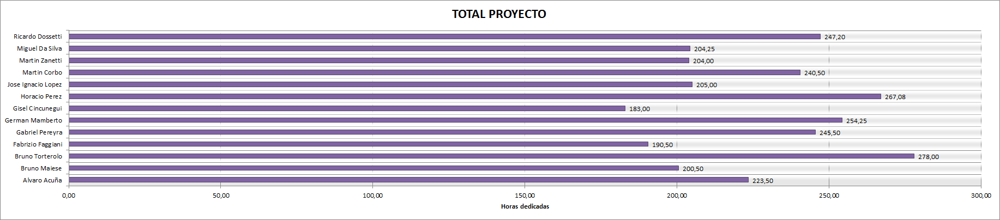 TOTAL PROYECTO
Ricardo Dossetti 247,20
Miguel Da Silva 204,25
Martin Zanetti 204,00
Martin Corbo 240,50
Jose Ignacio Lopez 205,00
Horacio Perez 267,08
Gisel Cincunegui 183,00
German Mamberto 254,25
Gabriel Pereyra 245,50
Fabrizio Faggiani 190,50
Bruno Torterolo 278,00
Bruno Maiese 200,50
Alvaro Acuña 223,50
0,00 50,00 100,00 150,00 200,00 250,00 300,00
Horas dedicadas